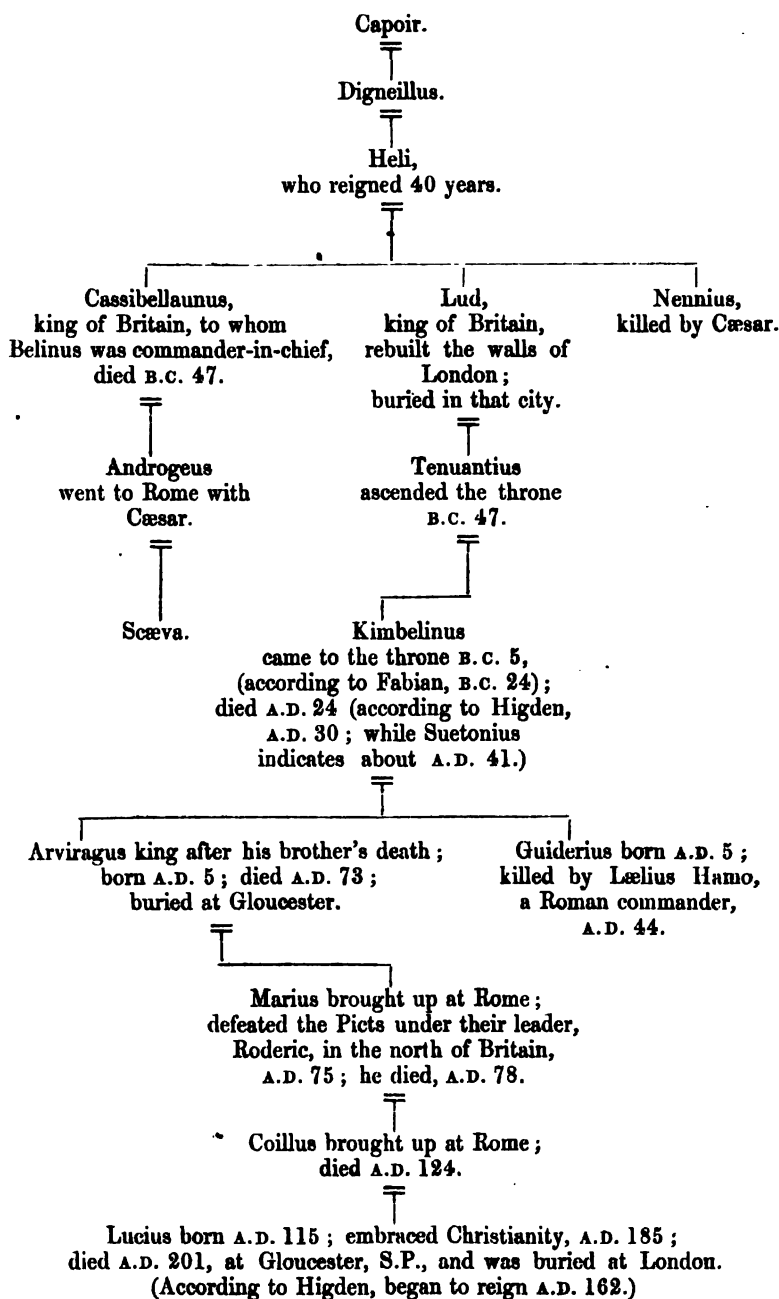 Capoir.
Digneillus.
Heli,
who reigned 40 years.
Cassibellaunus,
king of Britain, to whom
Belinus was commander-in-chief,
died B.C. 47.
Lud,
king of Britain,
rebuilt the walls of
London;
buried in that city.
Nennius,
killed by Cæsar.
Androgeus
went to Rome with
Cæsar.
Tenuantius
ascended the throne
B.C. 47.
Scæva.
Kimbelinus
came to the throne B.C. 5,
(according to Fabian, B.C. 24);
died A.D. 24 (according to Higden,
A.D. 30; while Suetonius
indicates about A.D. 41.)
Arviragus king after his brother's death;
born A.D. 5; died A.D. 73;
buried at Gloucester.
Guiderius born A.D. 5;
killed by Lælius Hamo,
a Roman commander,
A.D. 44.
Marius brought up at Rome;
defeated the Picts under their leader,
Roderic, in the north of Britain,
A.D. 75; he died, A.D. 78.
Coillus brought up at Rome;
died A.D. 124.
Lucius born A.D. 115; embraced Christianity, A.D. 185;
died A.D. 201, at Gloucester, S.P., and was buried at London.
(According to Higden, began to reign A.D. 162.)